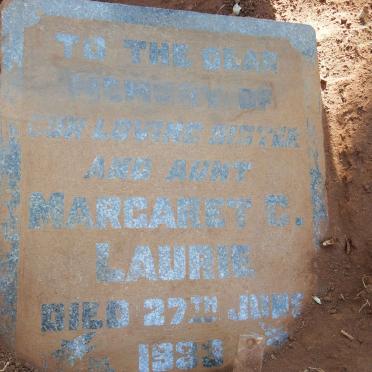 TO THE DEAR
MEMORY OF
OUR LOVING SISTER
AND AUNT
MARGARET C.
LAURIE
DIED 27TH JUNE